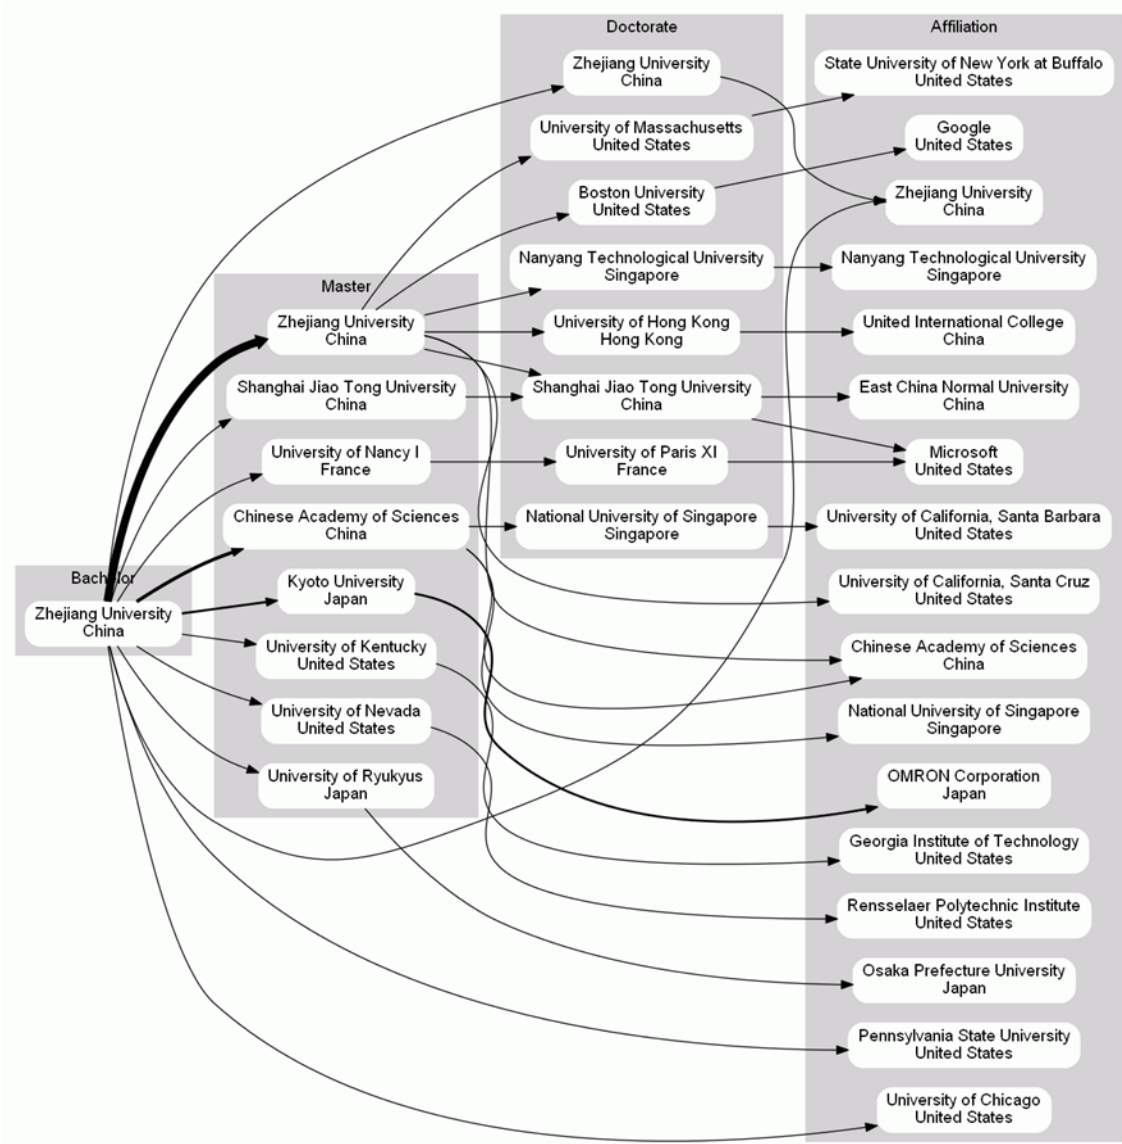 Doctorate
Zhejiang University
China
University of Massachusetts
United States
Boston University
United States
Nanyang Technological University
Singapore
University of Hong Kong
Hong Kong
Shanghai Jiao Tong University
China
University of Paris XI
France
National University of Singapore
Singapore
Affiliation
State University of New York at Buffalo
United States
Google
United States
Zhejiang University
China
Nanyang Technological University
Singapore
United International College
China
East China Normal University
China
Microsoft
United States
University of California, Santa Barbara
United States
University of California, Santa Cruz
United States
Chinese Academy of Sciences
China
National University of Singapore
Singapore
OMRON Corporation
Japan
Georgia Institute of Technology
United States
Rensselaer Polytechnic Institute
United States
Osaka Prefecture University
Japan
Pennsylvania State University
United States
University of Chicago
United States
Master
Zhejiang University
China
Shanghai Jiao Tong University
China
University of Nancy I
France
Chinese Academy of Sciences
China
Kyoto University
Japan
University of Kentucky
United States
University of Nevada
United States
University of Ryukyus
Japan
Bachelor
Zhejiang University
China